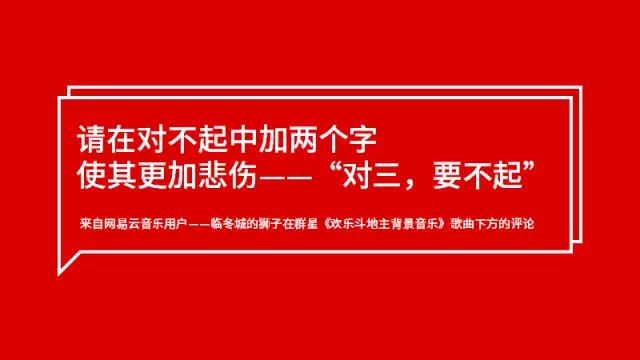 请在对不起中加两个字
使其更加悲伤——“对三，要不起”
来自网易云音乐用户——临冬城的狮子在群星《欢乐斗地主背景音乐》歌曲下方的评论